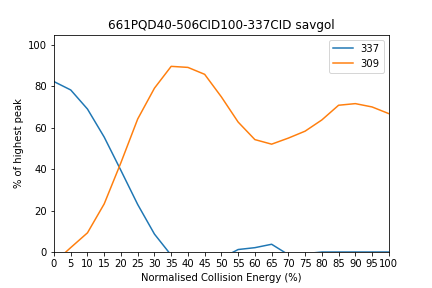 661PQD40-506CID100-337CID savgol
% of highest peak
100
80
60
40
20
0
337
309
0 5 10 15 20 25 30 35 40 45 50 55 60 65 70 75 80 85 90 95 100
Normalised Collision Energy (%)